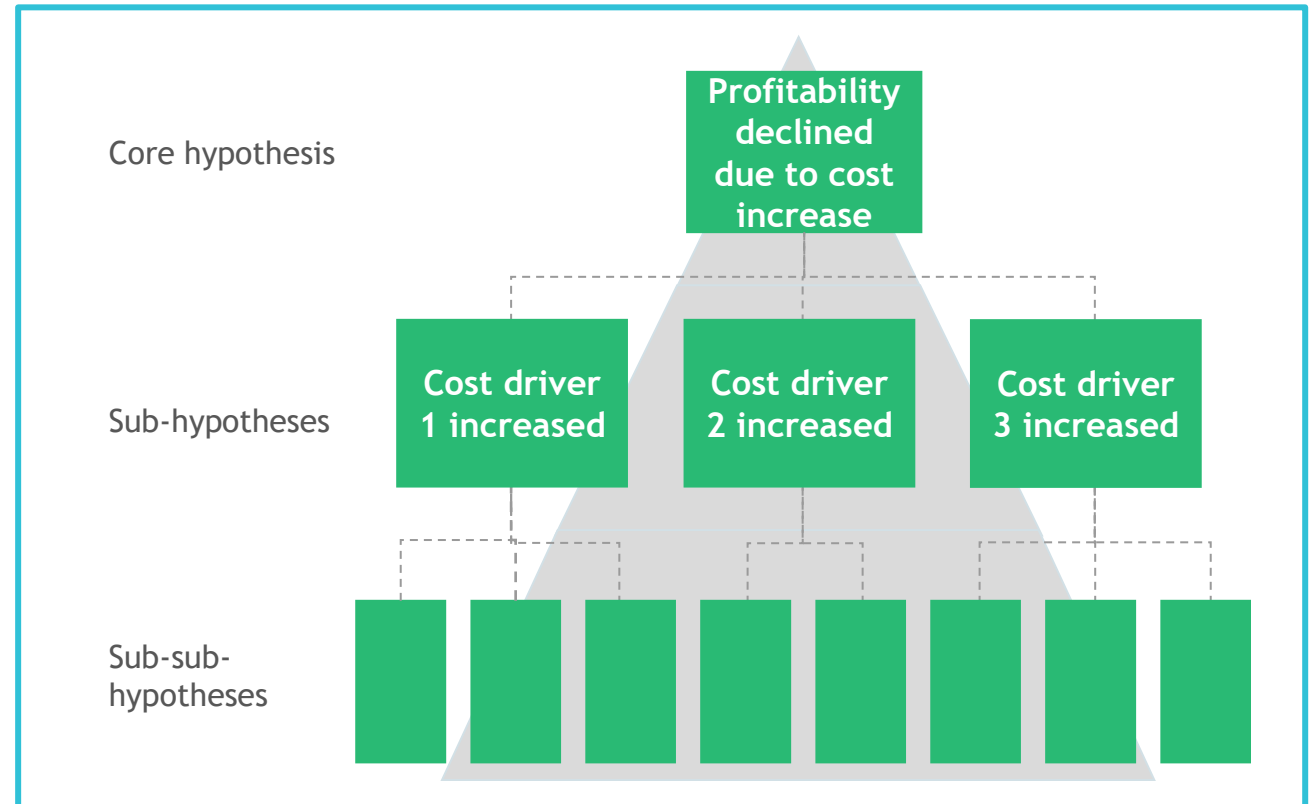 Profitability
declined
due to cost
increase
Core hypothesis
Cost driver
1 increased
Cost driver
2 increased
Cost driver
3 increased
Sub-hypotheses
Sub-sub-
hypotheses